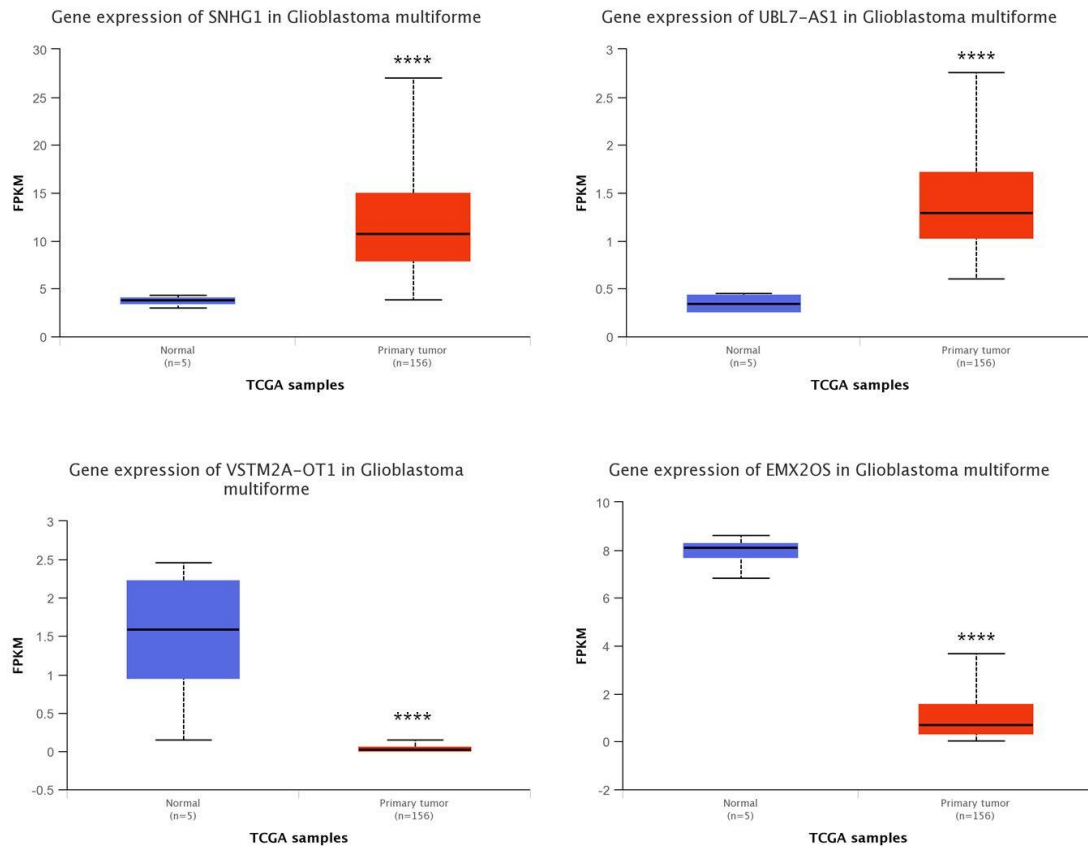 Gene expression of SNHG1 in Glioblastoma multiforme
30
25
20
15
10
5
0
FPKM
****
Normal
(n=5)
Primary tumor
(n=156)
TCGA samples
Gene expression of UBL7-AS1 in Glioblastoma multiforme
3
2.5
2
1.5
1
0.5
0
FPKM
****
Normal
(n=5)
Primary tumor
(n=156)
TCGA samples
Gene expression of VSTM2A-OT1 in Glioblastoma
multiforme
3
2.5
2
1.5
1
0.5
0
-0.5
FPKM
****
Normal
(n=5)
Primary tumor
(n=156)
TCGA samples
Gene expression of EMX2OS in Glioblastoma multiforme
10
8
6
4
2
0
-2
FPKM
****
Normal
(n=5)
Primary tumor
(n=156)
TCGA samples